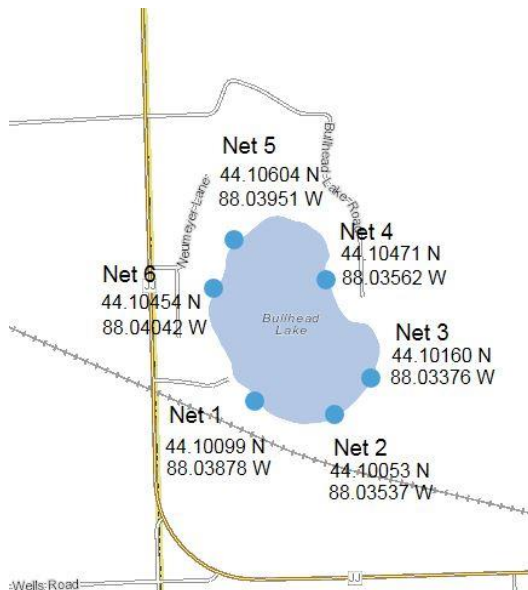 Net 5
44.10604 N
88.03951 W
Bullhead Lake Road
Neumeyer Lane
Net 4
44.10471 N
88.03562 W
Net 6
44.10454 N
88.04042 W
JJ
Bullhead
Lake
Net 3
44.10160 N
88.03376 W
Net 1
44.10099 N
88.03878 W
Net 2
44.10053 N
88.03537 W
Wells Road
JJ